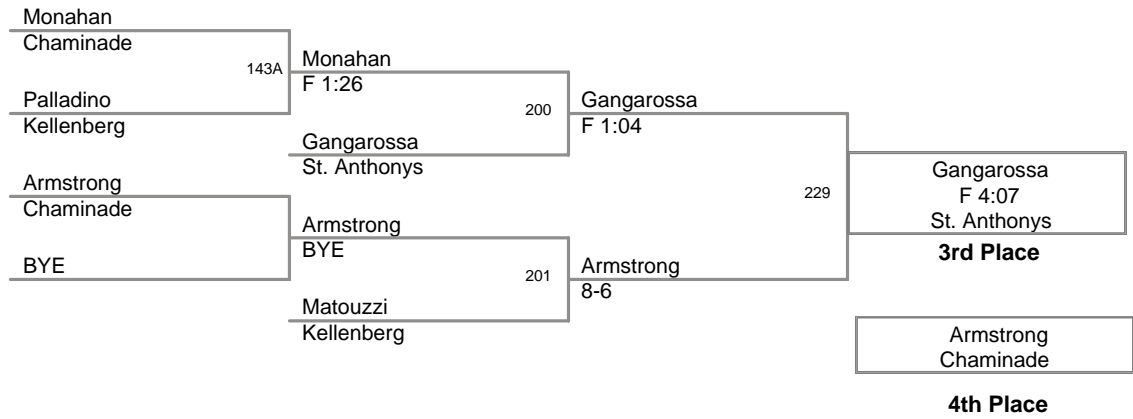 Monahan
Chaminade
143A
Palladino
Kellenberg
Monahan
F 1:26
200
Gangarossa
St. Anthonys
Gangarossa
F 1:04
Armstrong
Chaminade
BYE
Armstrong
BYE
201
Matouzzi
Kellenberg
Armstrong
8-6
229
Gangarossa
F 4:07
St. Anthonys
3rd Place
Armstrong
Chaminade
4th Place